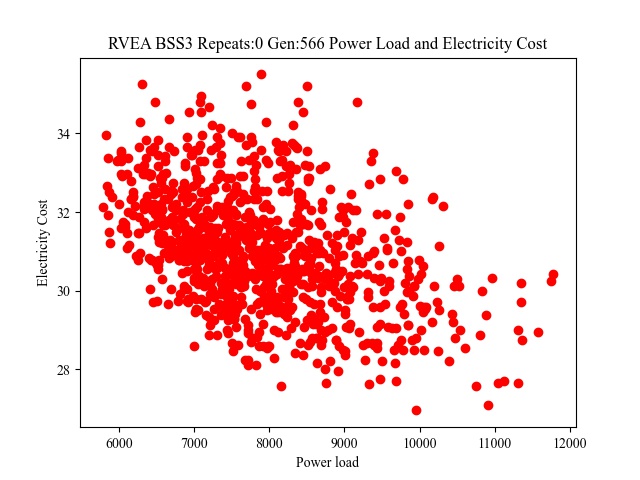 RVEA BSS3 Repeats:0 Gen:566 Power Load and Electricity Cost
34
32
30
28
Electricity Cost
6000 7000 8000 9000 10000 11000 12000
Power load